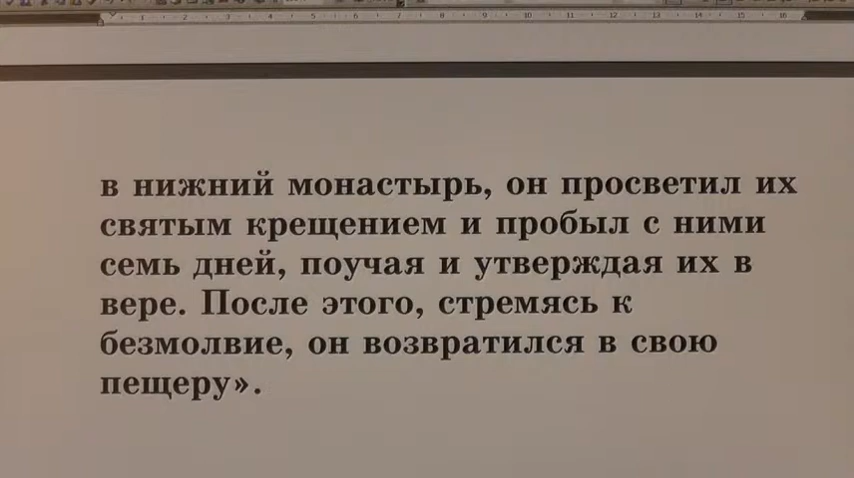 в нижний монастырь, он просветил их
святым крещением и пробыл с ними
семь дней, поучая и утверждая их в
вере. После этого, стремясь к
безмолвие, он возвратился в свою
пещеру».